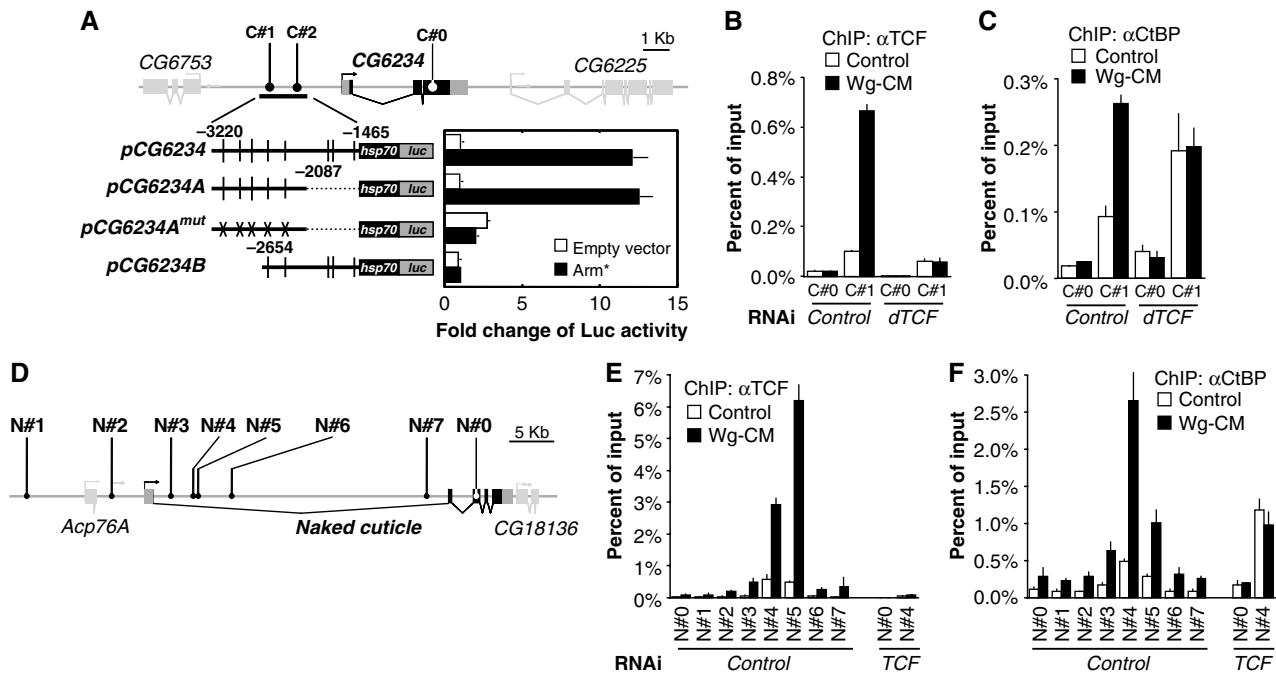 A
C#1
C#2
C#0
CG6753
CG6234
CG6225
1 Kb
–3220
–1465
pCG6234
hsp70 luc
–2087
pCG6234A
hsp70 luc
pCG6234Amut
hsp70 luc
–2654
pCG6234B
hsp70 luc
Empty vector
Arm*
0 5 10 15
Fold change of Luc activity
B
ChIP: αTCF
Control
Wg-CM
Percent of input
0.8%
0.6%
0.4%
0.2%
0.0%
C#0 C#1 C#0 C#1
RNAi Control dTCF
C
ChIP: αCtBP
Control
Wg-CM
Percent of input
0.3%
0.2%
0.1%
0.0%
C#0 C#1 C#0 C#1
Control dTCF
D
N#1 N#2 N#3 N#4 N#5 N#6 N#7 N#0
5 Kb
Acp76A
Naked cuticle
CG18136
E
ChIP: αTCF
Control
Wg-CM
Percent of input
7%
6%
5%
4%
3%
2%
1%
0%
N#0 N#1 N#2 N#3 N#4 N#5 N#6 N#7 N#0 N#4
RNAi Control TCF
F
ChIP: αCtBP
Control
Wg-CM
Percent of input
3.0%
2.5%
2.0%
1.5%
1.0%
0.5%
0.0%
N#0 N#1 N#2 N#3 N#4 N#5 N#6 N#7 N#0 N#4
Control TCF